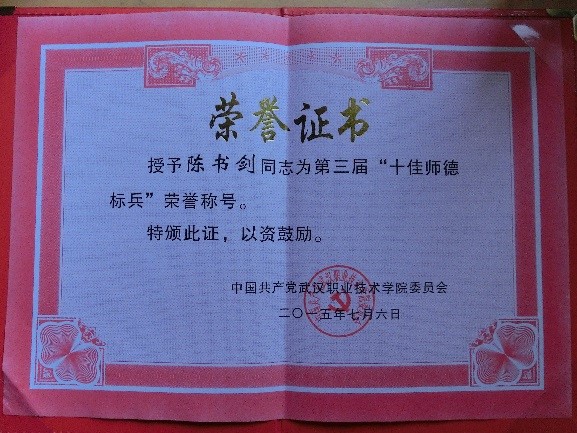 荣誉证书
授予陈书剑同志为第三届“十佳师德
标兵”荣誉称号。
特颁此证，以资鼓励。
中国共产党武汉职业技术学院委员会
二〇一五年七月六日